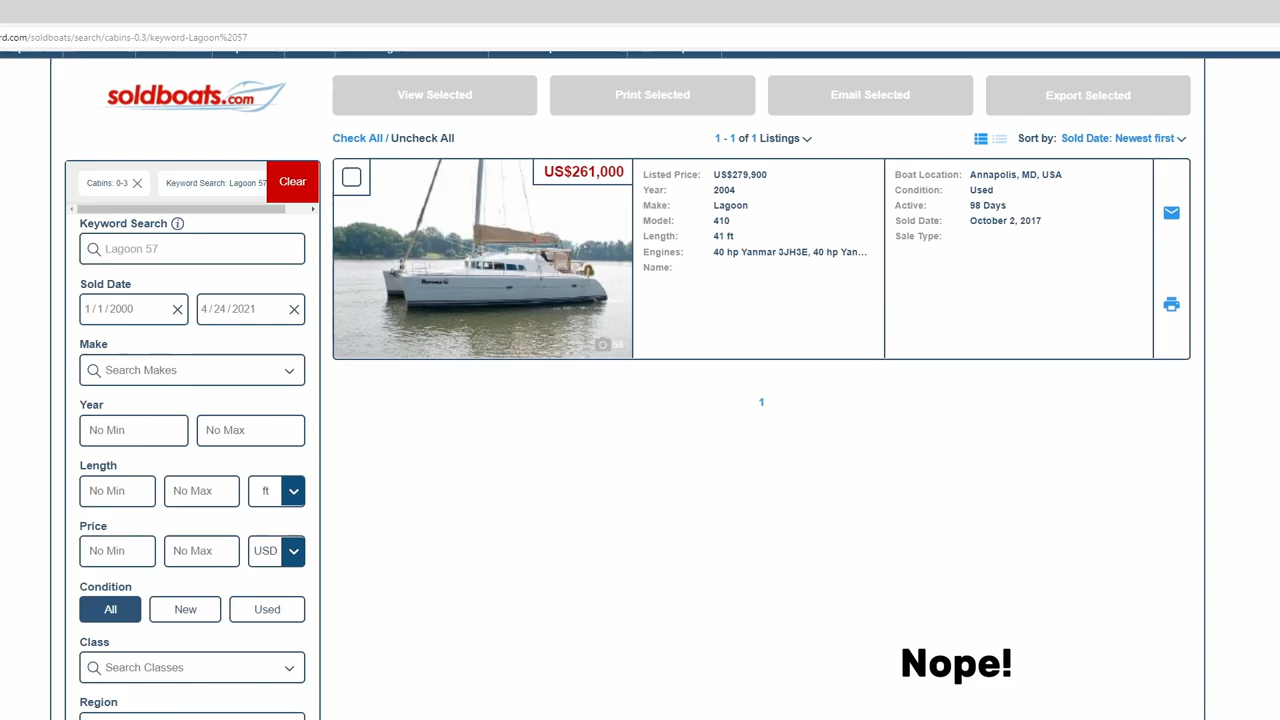 rd.com/soldboats/search/cabins-0.3/keyword-Lagoon%2057
soldboats.com
View Selected
Print Selected
Email Selected
Export Selected
Check All / Uncheck All
1 - 1 of 1 Listings
Sort by: Sold Date: Newest first
Cabins: 0-3
Keyword Search: Lagoon 57
Clear
Keyword Search
Lagoon 57
Sold Date
1/1/2000
4/24/2021
Make
Search Makes
Year
No Min
No Max
Length
No Min
No Max
ft
Price
No Min
No Max
USD
Condition
All
New
Used
Class
Search Classes
Region
US$261,000
56
Listed Price: US$279,900
Year: 2004
Make: Lagoon
Model: 410
Length: 41 ft
Engines: 40 hp Yanmar 3JH3E, 40 hp Yan...
Name:
Boat Location: Annapolis, MD, USA
Condition: Used
Active: 98 Days
Sold Date: October 2, 2017
Sale Type:
1
Nope!